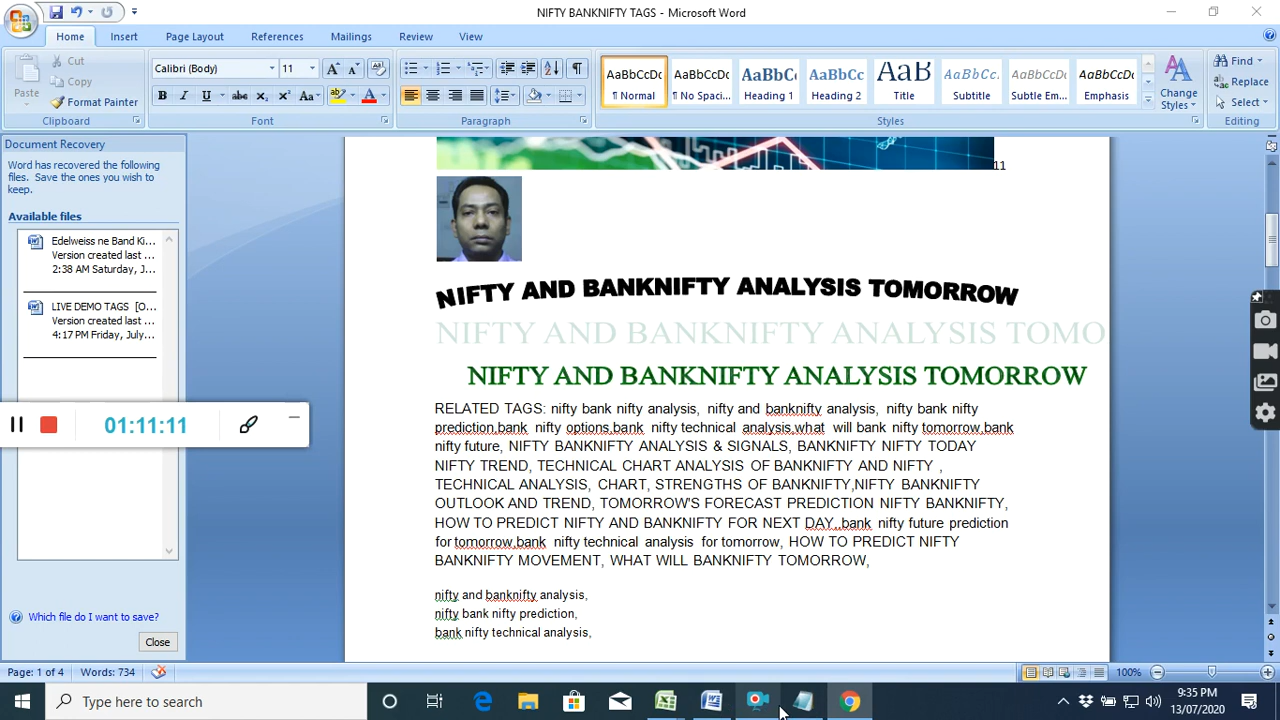 NIFTY BANKNIFTY TAGS - Microsoft Word
Home Insert Page Layout References Mailings Review View
Paste
Cut
Copy
Format Painter
Clipboard
Calibri (Body) 11
Font
Paragraph
AaBbCcDc AaBbCcDc AaBbC AaBbCc AaB AaBbCc. AaBbCcDc AaBbCcDc
¶ Normal ¶ No Spaci... Heading 1 Heading 2 Title Subtitle Subtle Em... Emphasis
Change Styles
Styles
Find
Replace
Select
Editing
Document Recovery
Word has recovered the following
files. Save the ones you wish to
keep.
Available files
Edelweiss ne Band Ki...
Version created last ...
2:38 AM Saturday, J...
LIVE DEMO TAGS [O...
Version created last ...
4:17 PM Friday, July...
01:11:11
Which file do I want to save?
Close
11
NIFTY AND BANKNIFTY ANALYSIS TOMORROW
NIFTY AND BANKNIFTY ANALYSIS TOMO
NIFTY AND BANKNIFTY ANALYSIS TOMORROW
RELATED TAGS: nifty bank nifty analysis, nifty and banknifty analysis, nifty bank nifty
prediction,bank nifty options,bank nifty technical analysis,what will bank nifty tomorrow,bank
nifty future, NIFTY BANKNIFTY ANALYSIS & SIGNALS, BANKNIFTY NIFTY TODAY
NIFTY TREND, TECHNICAL CHART ANALYSIS OF BANKNIFTY AND NIFTY ,
TECHNICAL ANALYSIS, CHART, STRENGTHS OF BANKNIFTY,NIFTY BANKNIFTY
OUTLOOK AND TREND, TOMORROW'S FORECAST PREDICTION NIFTY BANKNIFTY,
HOW TO PREDICT NIFTY AND BANKNIFTY FOR NEXT DAY,,bank nifty future prediction
for tomorrow,bank nifty technical analysis for tomorrow, HOW TO PREDICT NIFTY
BANKNIFTY MOVEMENT, WHAT WILL BANKNIFTY TOMORROW,
nifty and banknifty analysis,
nifty bank nifty prediction,
bank nifty technical analysis,
Page: 1 of 4 Words: 734 100%
Type here to search
9:35 PM
13/07/2020